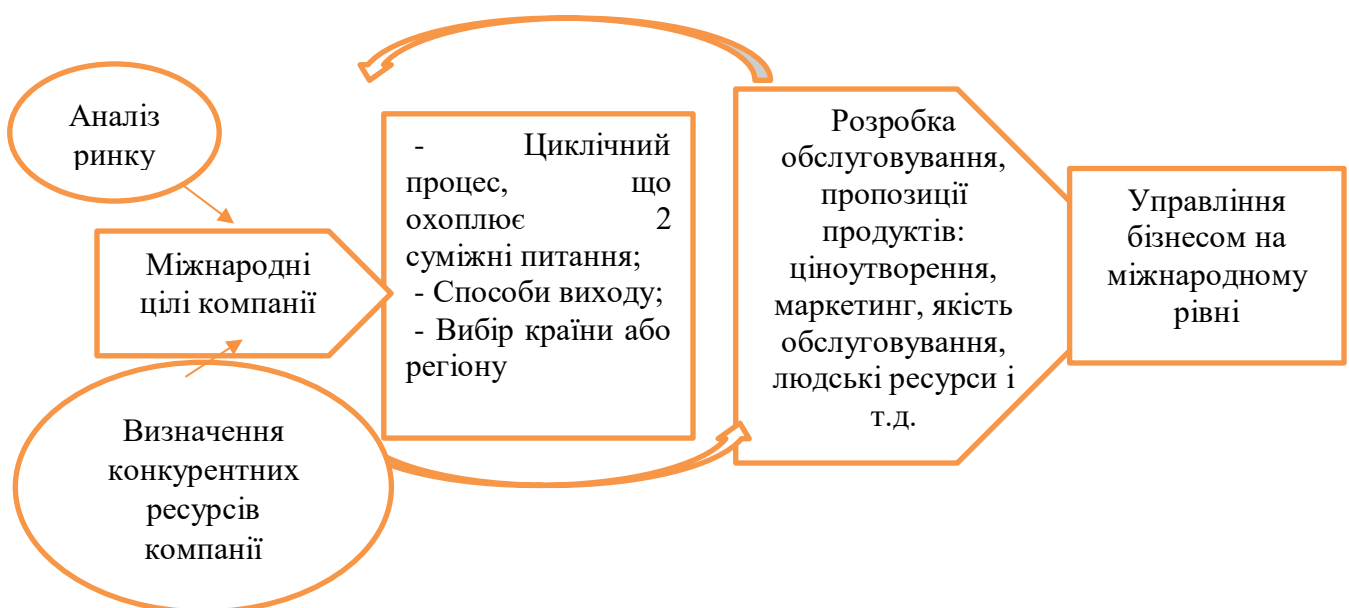 Аналіз
ринку
Міжнародні
цілі компанії
Визначення
конкурентних
ресурсів
компанії
- Циклічний
процес, що
охоплює 2
суміжні питання;
- Способи виходу;
- Вибір країни або
регіону
Розробка
обслуговування,
пропозиції
продуктів:
ціноутворення,
маркетинг, якість
обслуговування,
людські ресурси і
т.д.
Управління
бізнесом на
міжнародному
рівні